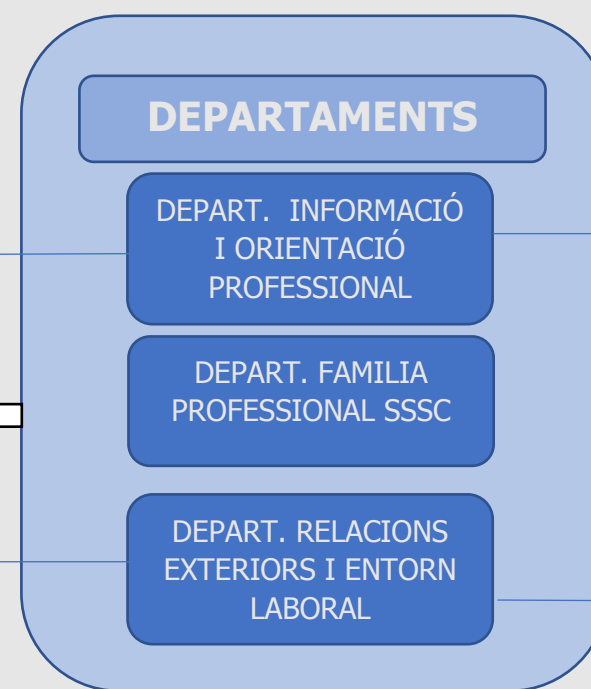 DEPARTAMENTS
DEPART. INFORMACIÓ
I ORIENTACIÓ
PROFESSIONAL
DEPART. FAMILIA
PROFESSIONAL SSSC
DEPART. RELACIONS
EXTERIORS I ENTORN
LABORAL